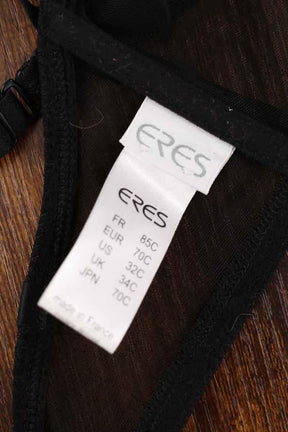 ERES
ERES
FR 85C
EUR 70C
US 32C
UK 34C
JPN 70C
made in France